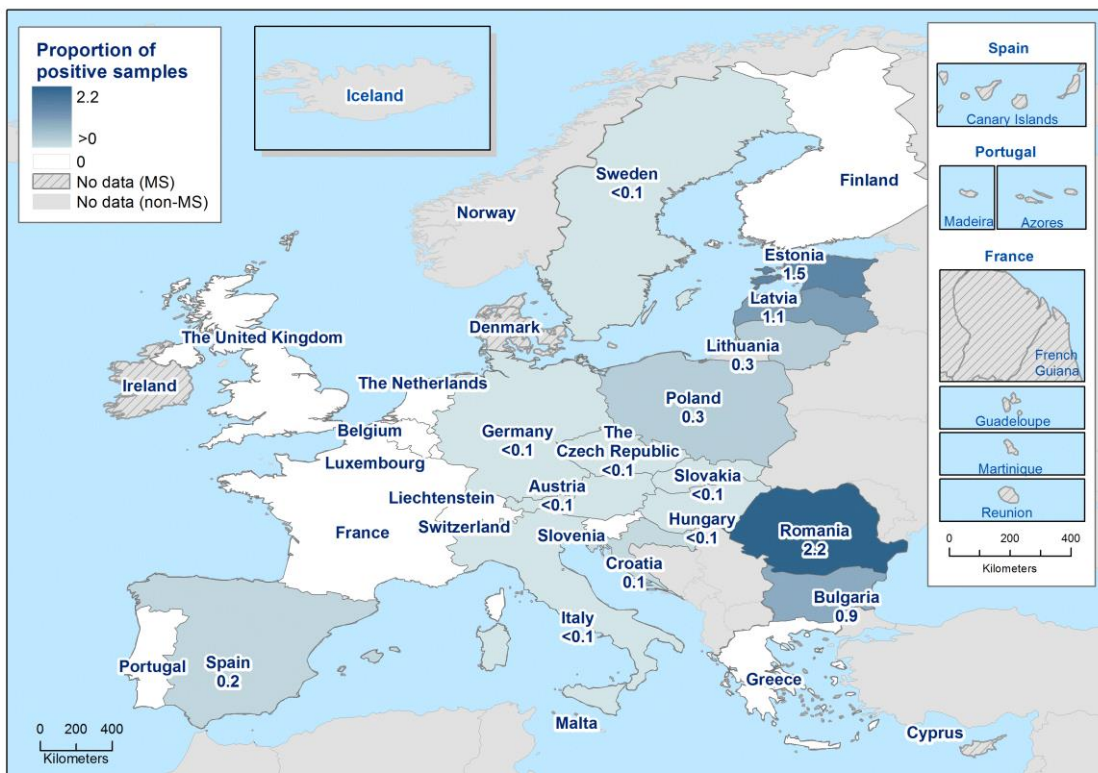 Proportion of
positive samples
2.2
>0
0
No data (MS)
No data (non-MS)
Iceland
Spain
Canary Islands
Portugal
Madeira
Azores
France
French
Guiana
Guadeloupe
Martinique
Reunion
0 200 400
Kilometers
Sweden
<0.1
Finland
Norway
Estonia
1.5
Latvia
1.1
Lithuania
0.3
Denmark
The United Kingdom
Ireland
The Netherlands
Poland
0.3
Belgium
Germany
<0.1
The
Czech Republic
<0.1
Luxembourg
Slovakia
<0.1
Austria
<0.1
Liechtenstein
Hungary
<0.1
Switzerland
France
Slovenia
Romania
2.2
Croatia
0.1
Bulgaria
0.9
Italy
<0.1
Portugal
Spain
0.2
Greece
Malta
Cyprus
0 200 400
Kilometers